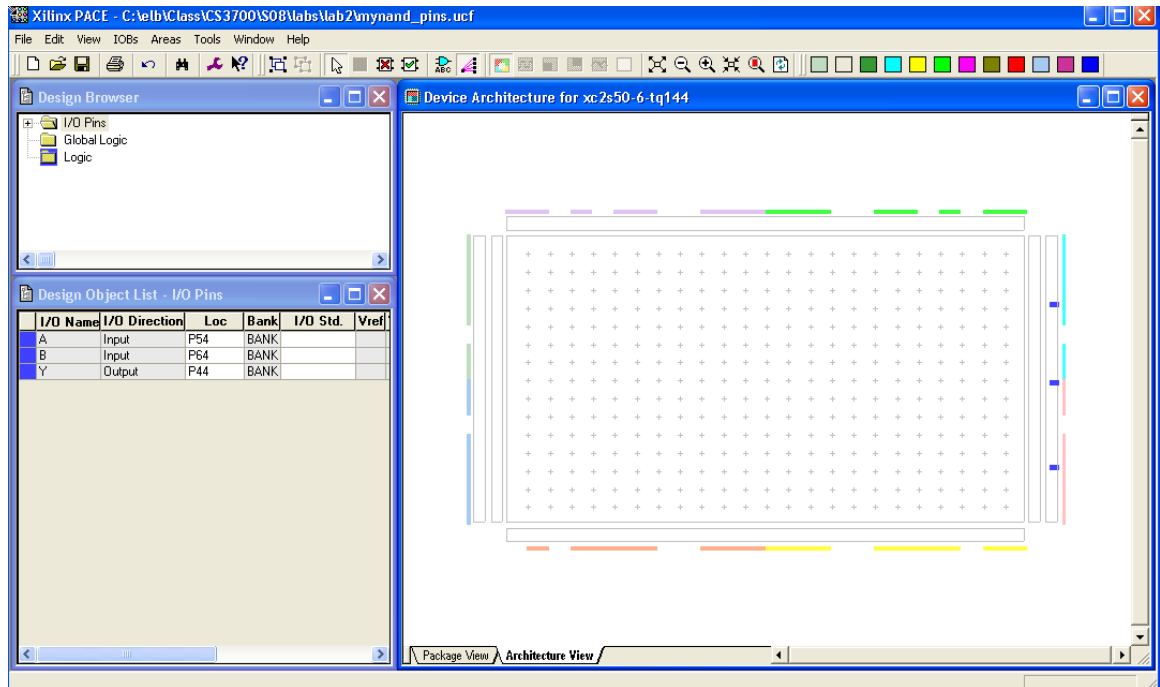 Xilinx PACE - C:\elb\Class\CS3700\S08\labs\lab2\mynand_pins.ucf
File Edit View IOBs Areas Tools Window Help
ABC
Design Browser
I/O Pins
Global Logic
Logic
Design Object List - I/O Pins
I/O Name I/O Direction Loc Bank I/O Std. Vref
A Input P54 BANK
B Input P64 BANK
Y Output P44 BANK
Device Architecture for xc2s50-6-tq144
Package View Architecture View